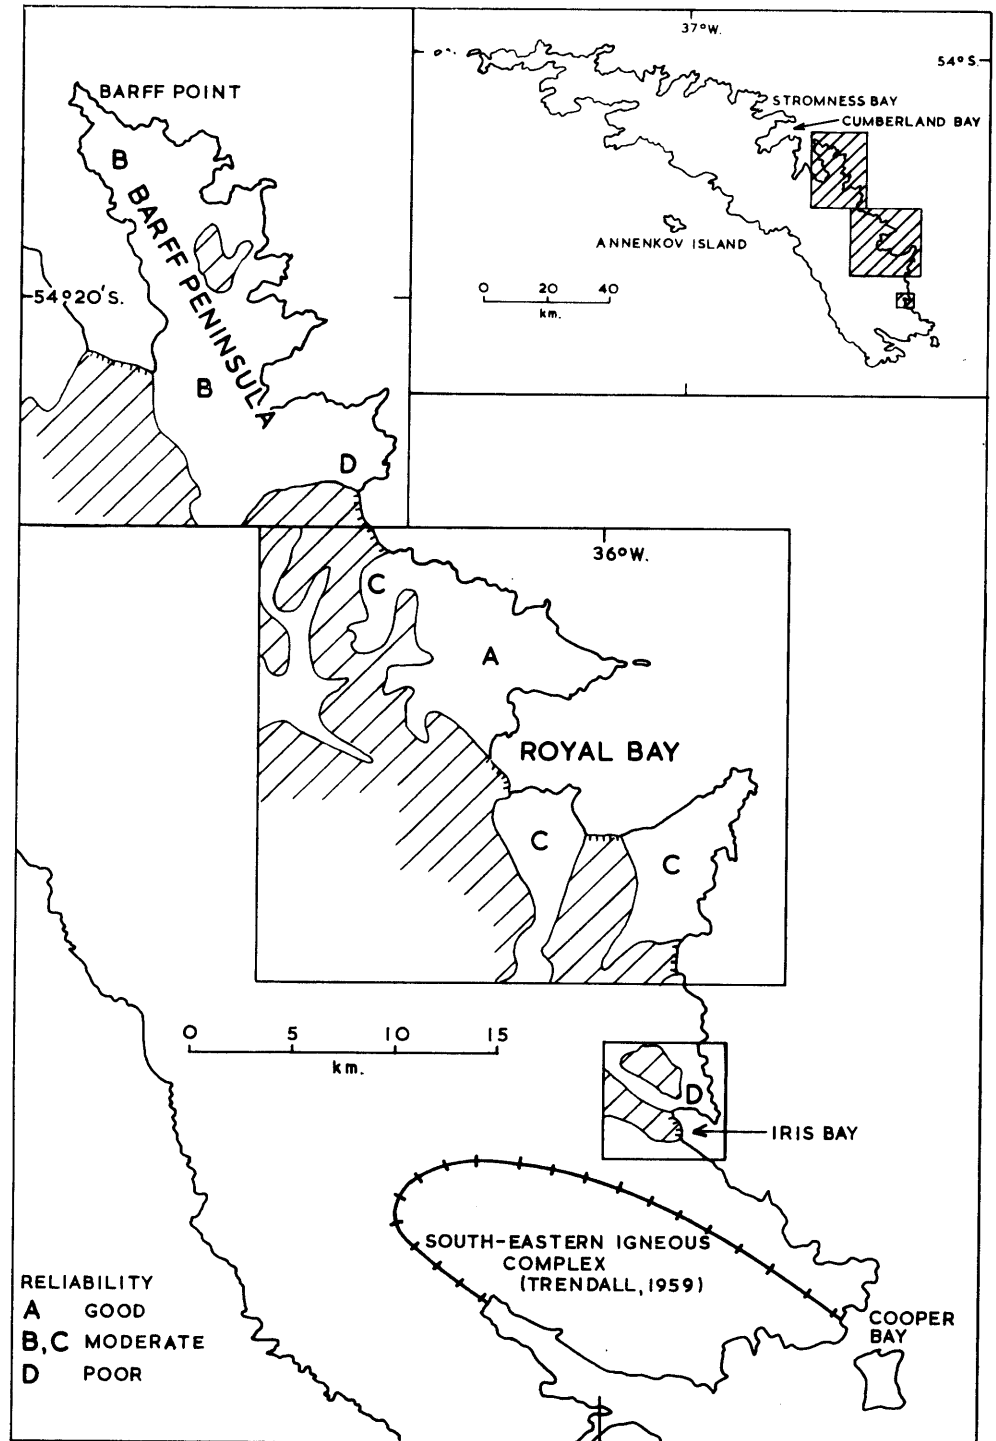 BARFF POINT
B
BARFF PENINSULA
54°20'S.
B
D
37°W.
54°S.
STROMNESS BAY
CUMBERLAND BAY
ANNENKOV ISLAND
0 20 40
km.
36°W.
C
A
ROYAL BAY
C
C
0 5 10 15
km.
D
IRIS BAY
SOUTH-EASTERN IGNEOUS
COMPLEX
(TRENDALL, 1959)
COOPER
BAY
RELIABILITY
A GOOD
B, C MODERATE
D POOR